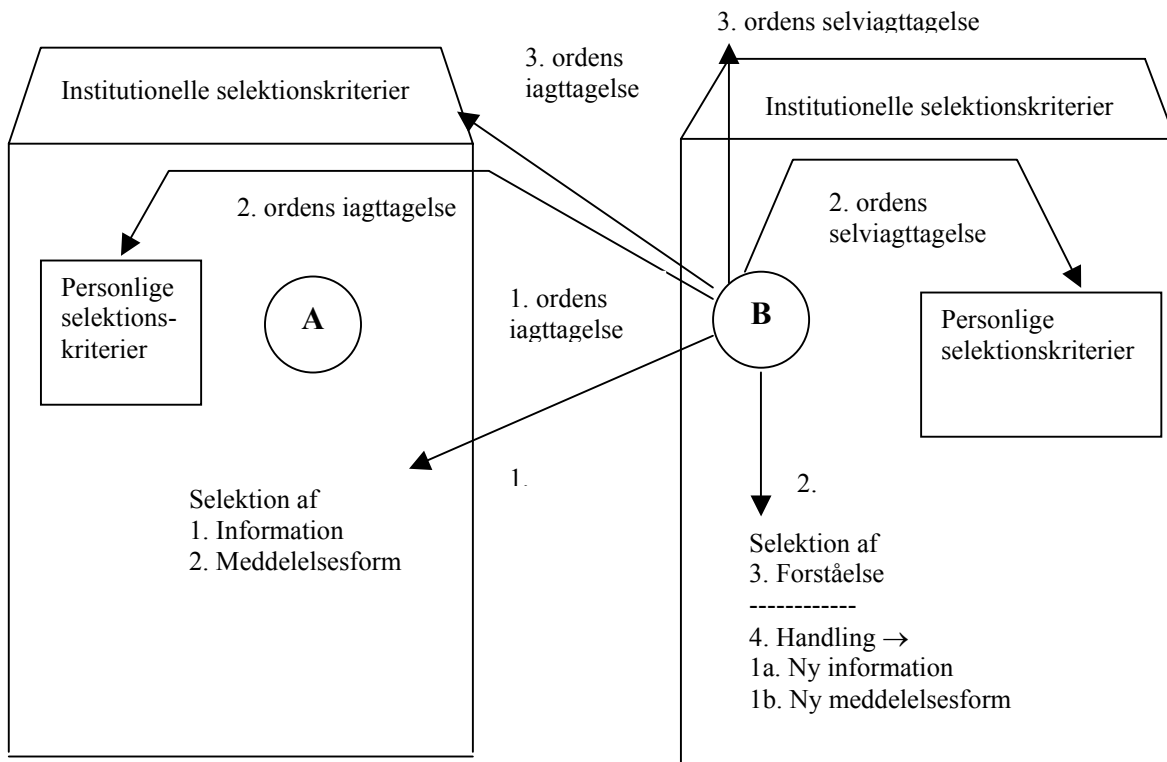 3. ordens selviagttagelse
3. ordens
iagttagelse
Institutionelle selektionskriterier
Institutionelle selektionskriterier
2. ordens iagttagelse
2. ordens
selviagttagelse
Personlige
selektions-
kriterier
A
1. ordens
iagttagelse
B
Personlige
selektionskriterier
1.
2.
Selektion af
1. Information
2. Meddelelsesform
Selektion af
3. Forståelse
------------
4. Handling →
1a. Ny information
1b. Ny meddelelsesform